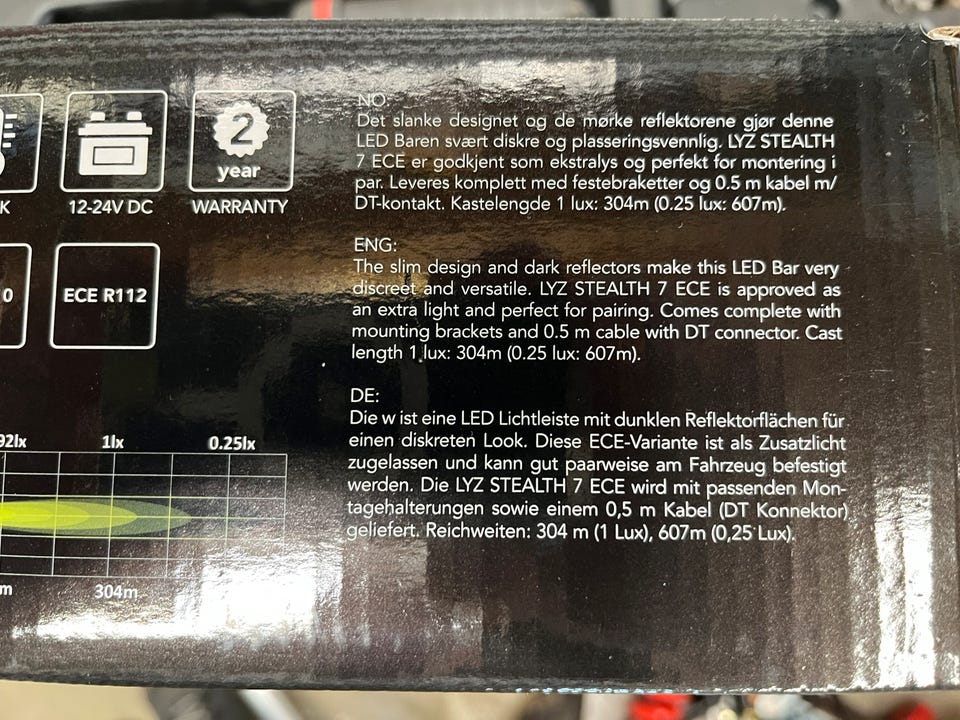 2
year
K
12-24V DC
WARRANTY
0
ECE R112
92lx
1lx
0.25lx
m
304m
NO:
Det slanke designet og de mørke reflektorene gjør denne
LED Baren svært diskre og plasseringsvennlig. LYZ STEALTH
7 ECE er godkjent som ekstralys og perfekt for montering i
par. Leveres komplett med festebraketter og 0.5 m kabel m/
DT-kontakt. Kastelengde 1 lux: 304m (0.25 lux: 607m).
ENG:
The slim design and dark reflectors make this LED Bar very
discreet and versatile. LYZ STEALTH 7 ECE is approved as
an extra light and perfect for pairing. Comes complete with
mounting brackets and 0.5 m cable with DT connector. Cast
length 1 lux: 304m (0.25 lux: 607m).
DE:
Die w ist eine LED Lichtleiste mit dunklen Reflektorflächen für
einen diskreten Look. Diese ECE-Variante ist als Zusatzlicht
zugelassen und kann gut paarweise am Fahrzeug befestigt
werden. Die LYZ STEALTH 7 ECE wird mit passenden Mon-
tagehalterungen sowie einem 0,5 m Kabel (DT Konnektor)
geliefert. Reichweiten: 304 m (1 Lux), 607m (0,25 Lux).